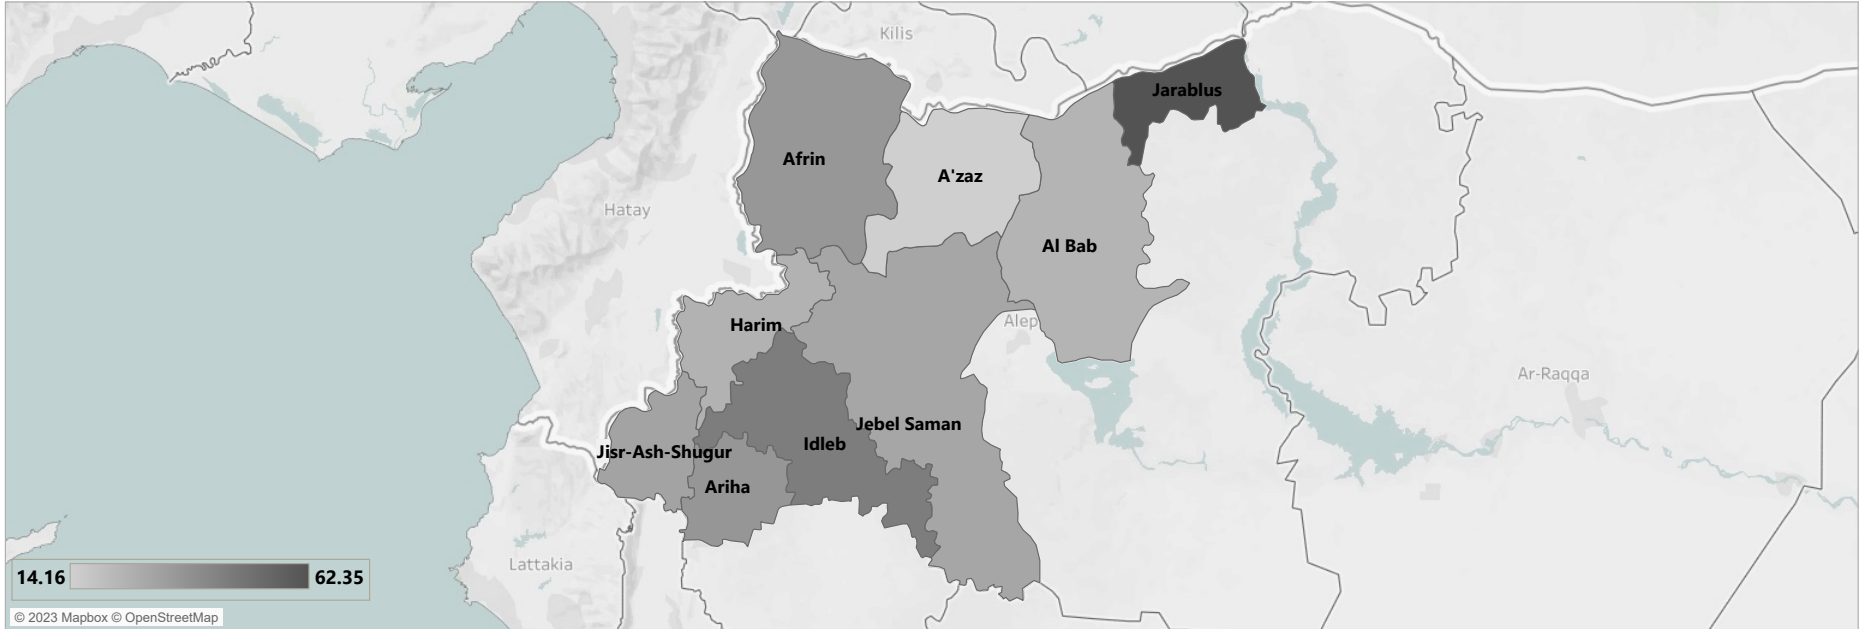 Kilis
Jarablus
Afrin
A'zaz
Hatay
Al Bab
Harim
Alep
Ar-Raqqa
Jebel Saman
Idleb
Jisr-Ash-Shugur
Ariha
Lattakia
14.16
62.35
© 2023 Mapbox © OpenStreetMap